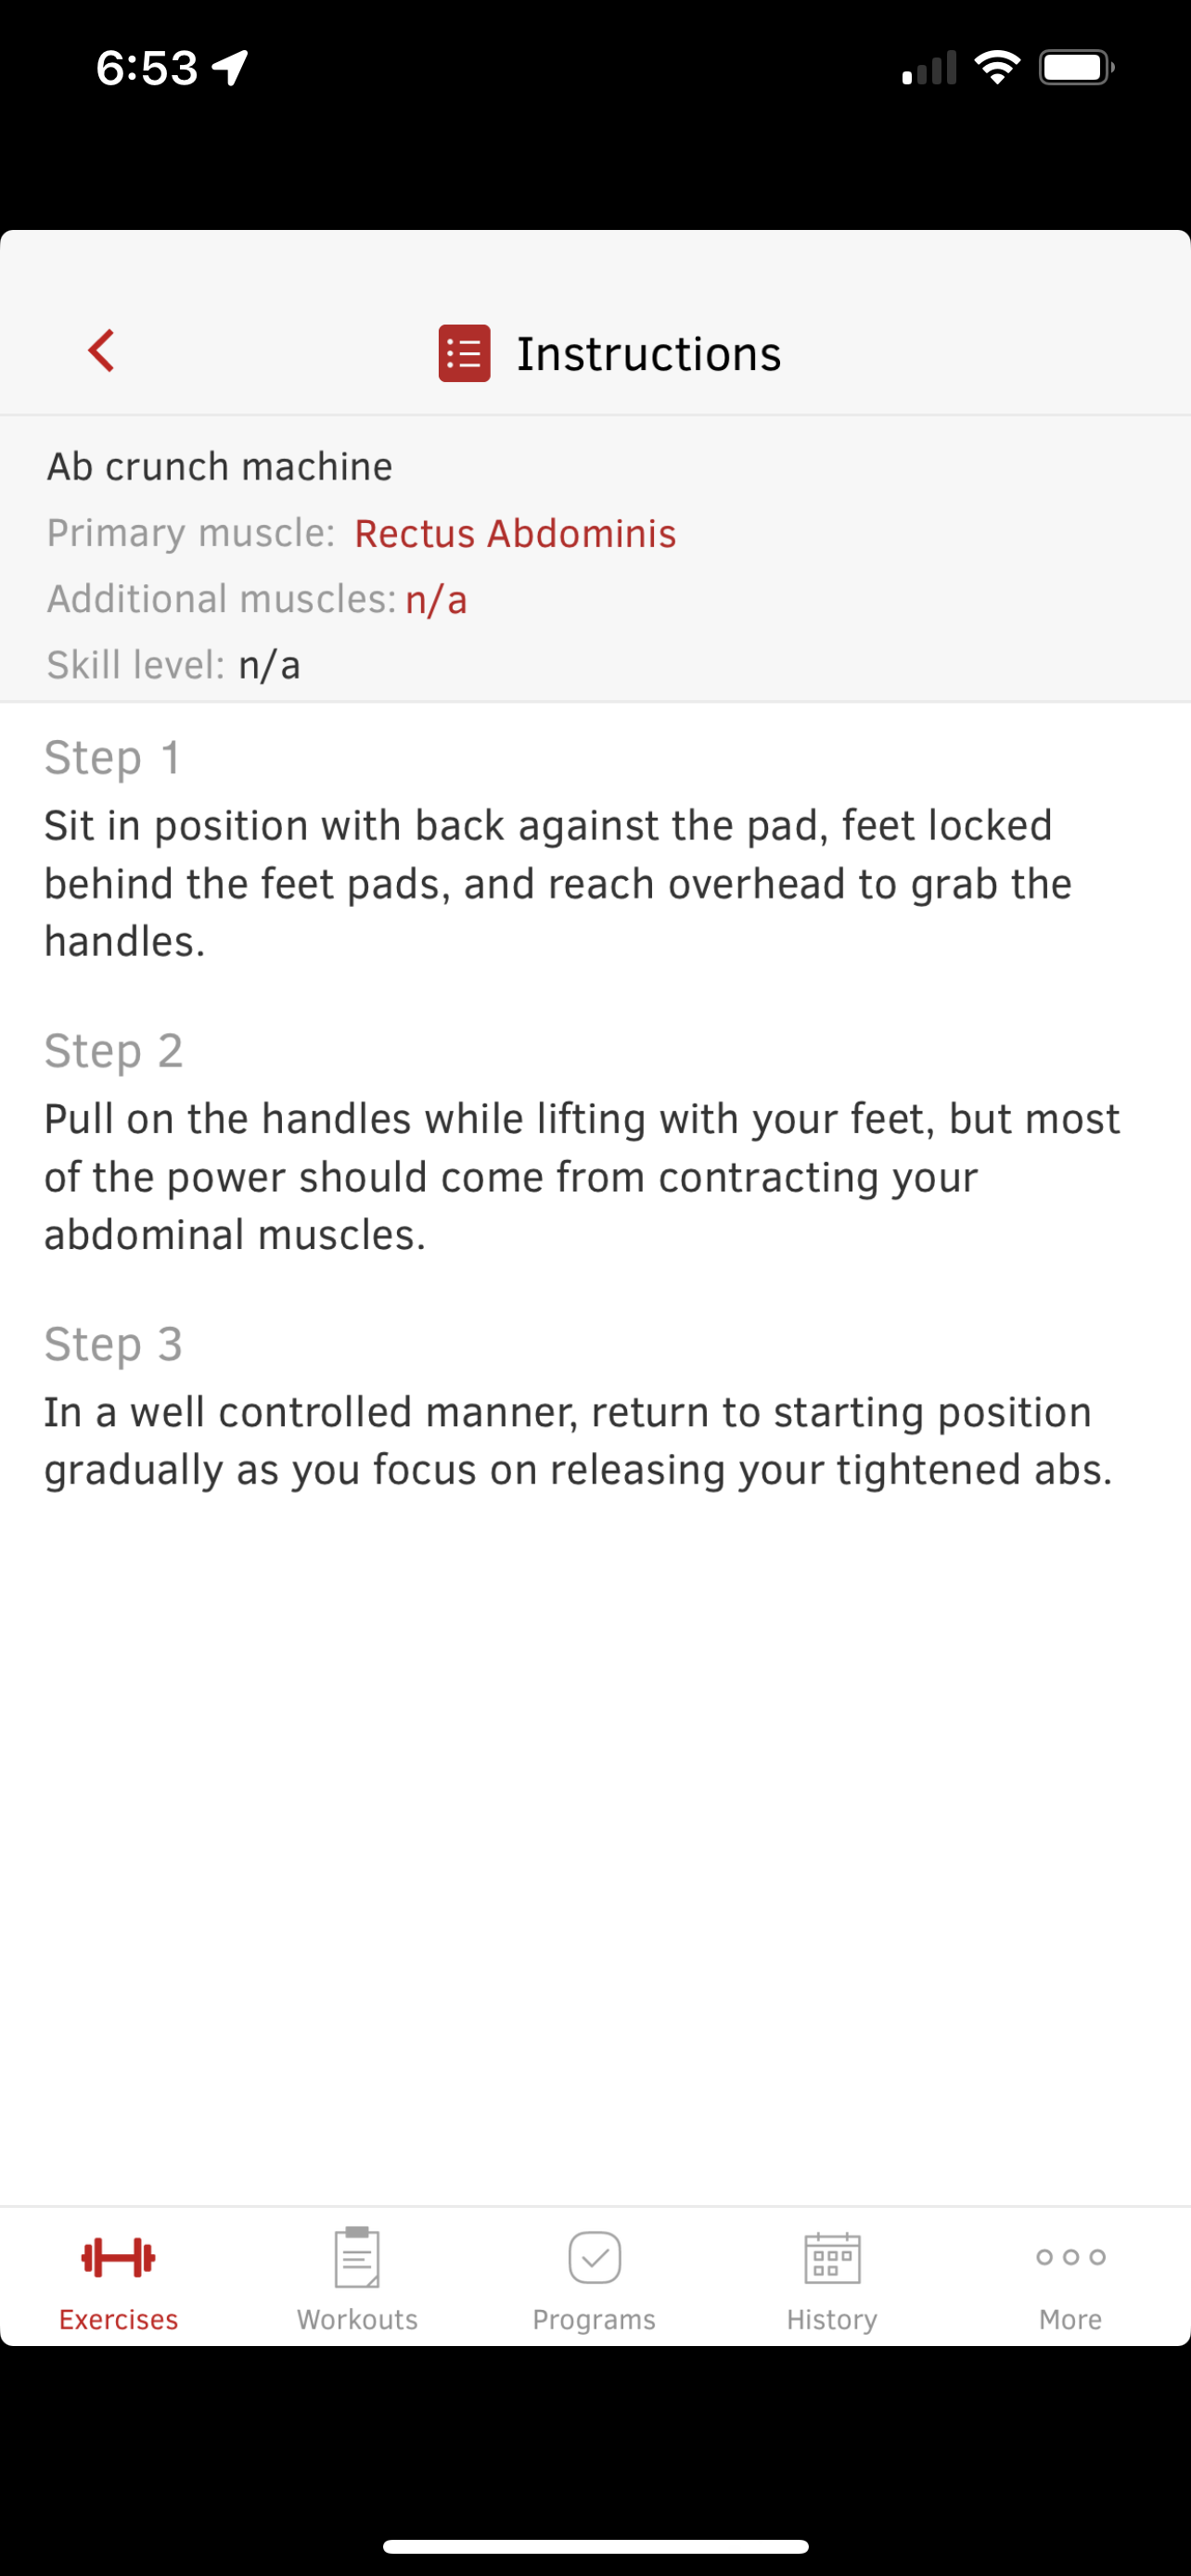 6:53
Instructions
Ab crunch machine
Primary muscle: Rectus Abdominis
Additional muscles: n/a
Skill level: n/a
Step 1
Sit in position with back against the pad, feet locked
behind the feet pads, and reach overhead to grab the
handles.
Step 2
Pull on the handles while lifting with your feet, but most
of the power should come from contracting your
abdominal muscles.
Step 3
In a well controlled manner, return to starting position
gradually as you focus on releasing your tightened abs.
Exercises Workouts Programs History More